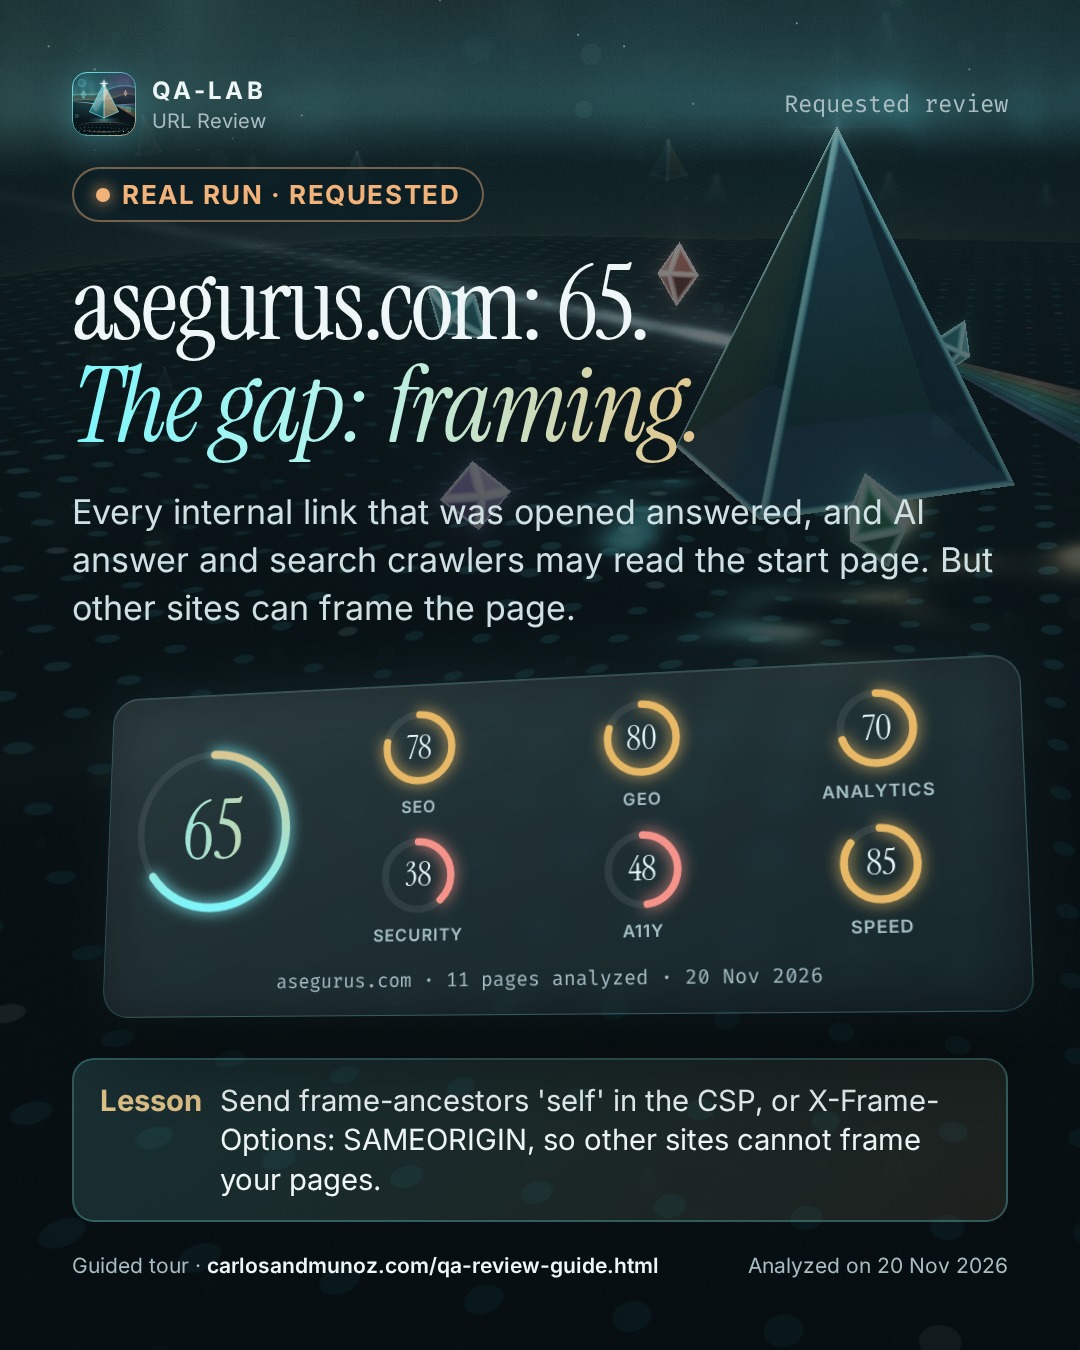 QA-LAB
URL Review
Requested review
REAL RUN · REQUESTED
asegurus.com: 65.
The gap: framing.
Every internal link that was opened answered, and AI
answer and search crawlers may read the start page. But
other sites can frame the page.
65
78
SEO
80
GEO
70
ANALYTICS
38
SECURITY
48
A11Y
85
SPEED
asegurus.com · 11 pages analyzed · 20 Nov 2026
Lesson
Send frame-ancestors 'self' in the CSP, or X-Frame-
Options: SAMEORIGIN, so other sites cannot frame
your pages.
Guided tour · carlosandmunoz.com/qa-review-guide.html
Analyzed on 20 Nov 2026